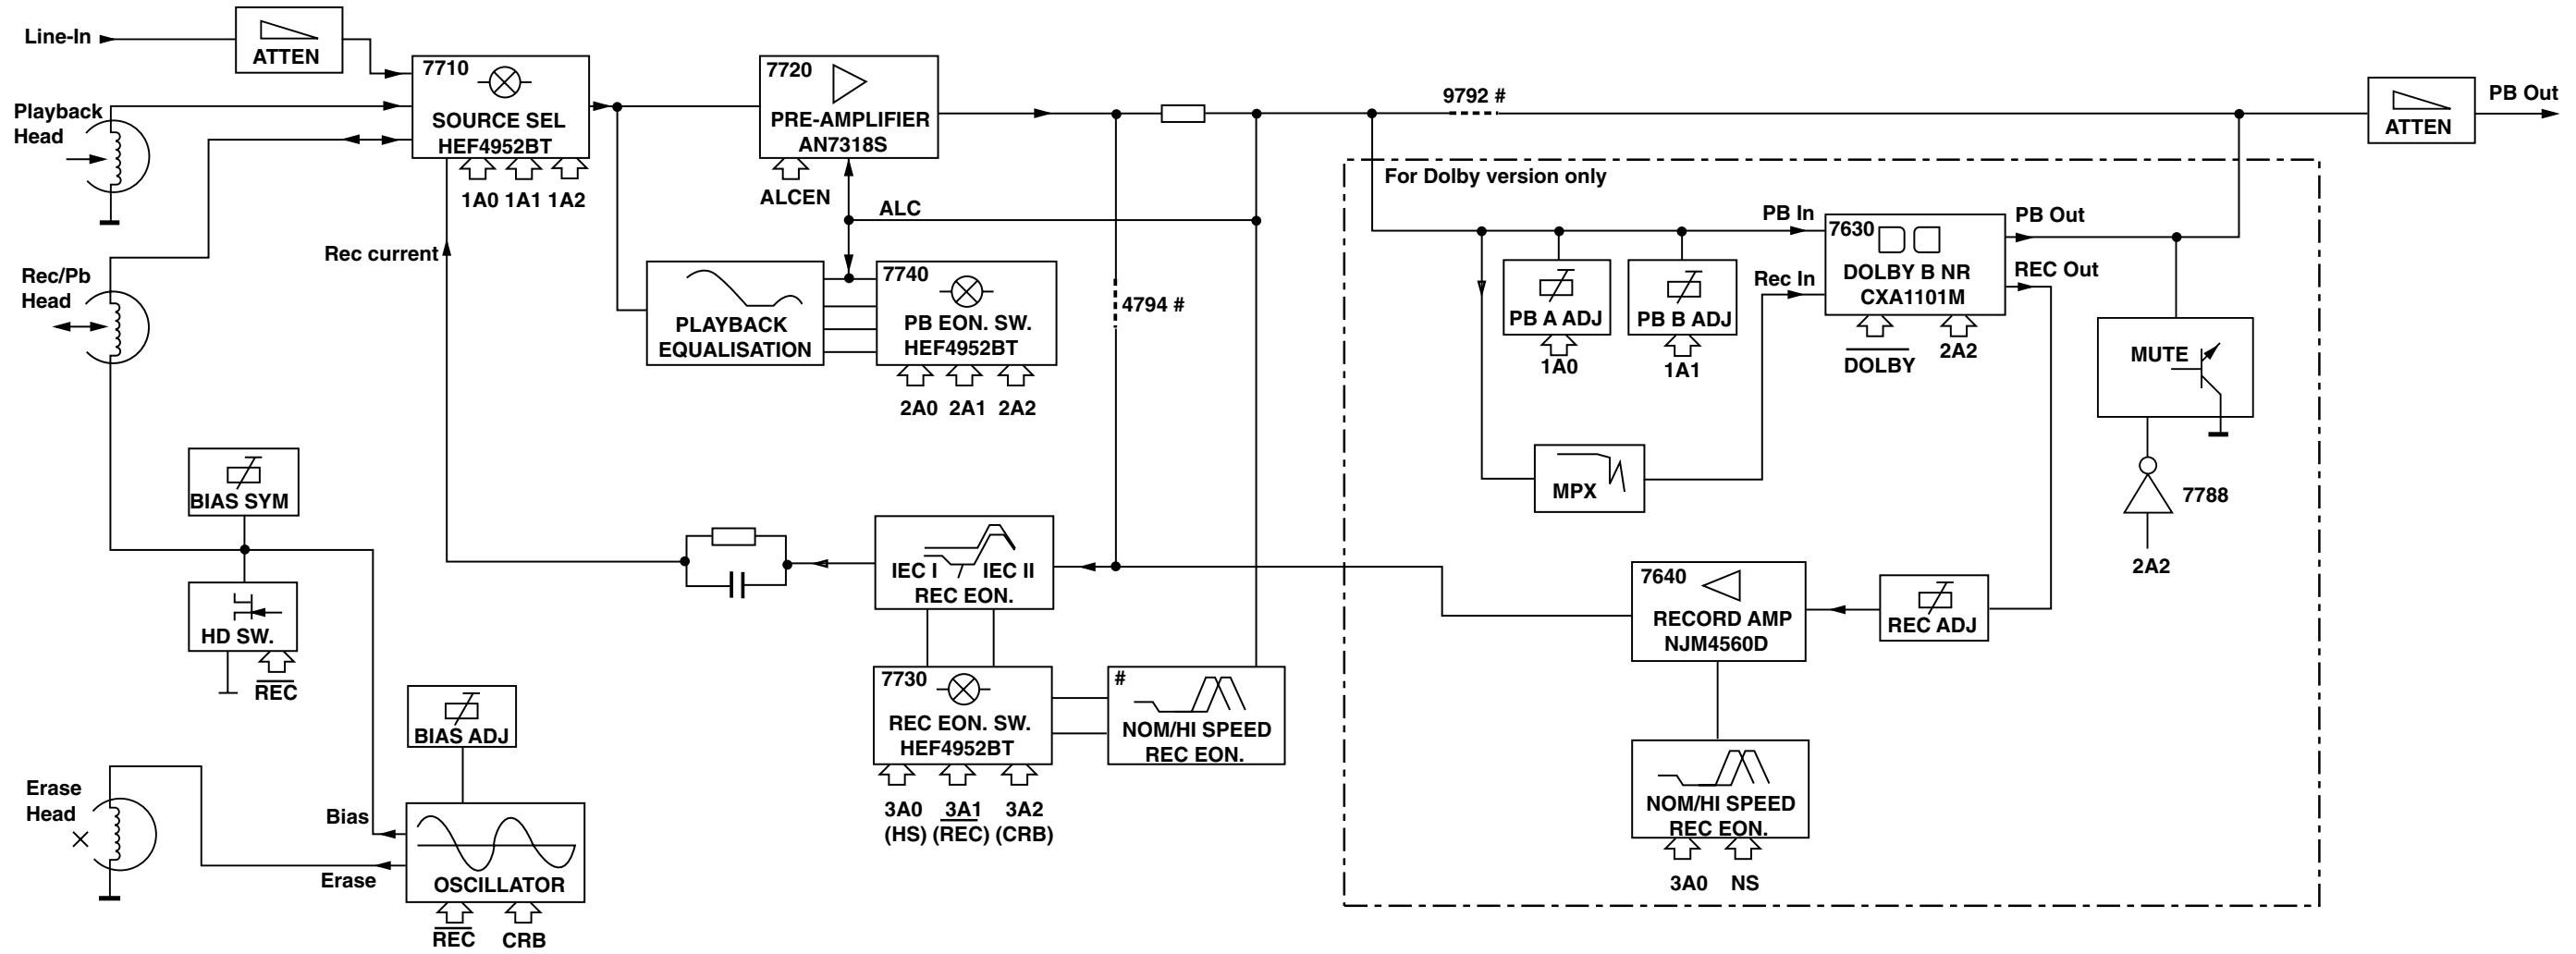 Line-In
ATTEN
7710
SOURCE SEL
HEF4952BT
1A0 1A1 1A2
7720
PRE-AMPLIFIER
AN7318S
ALCEN
ALC
9792 #
ATTEN
PB Out
Playback
Head
Rec/Pb
Head
Rec current
PLAYBACK
EQUALISATION
7740
PB EON. SW.
HEF4952BT
2A0 2A1 2A2
4794 #
For Dolby version only
PB In
7630
DOLBY B NR
CXA1101M
PB Out
REC Out
Rec In
PB A ADJ
1A0
PB B ADJ
1A1
DOLBY
2A2
MUTE
7788
2A2
MPX
BIAS SYM
HD SW.
REC
IEC I
IEC II
REC EON.
7730
REC EON. SW.
HEF4952BT
3A0 3A1 3A2
(HS) (REC) (CRB)
#
NOM/HI SPEED
REC EON.
7640
RECORD AMP
NJM4560D
REC ADJ
NOM/HI SPEED
REC EON.
3A0 NS
BIAS ADJ
Erase
Head
Bias
Erase
OSCILLATOR
REC CRB